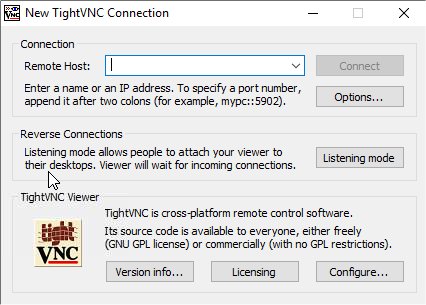 New TightVNC Connection
Connection
Remote Host:
Connect
Enter a name or an IP address. To specify a port number,
append it after two colons (for example, mypc::5902).
Options...
Reverse Connections
Listening mode allows people to attach your viewer to
their desktops. Viewer will wait for incoming connections.
Listening mode
TightVNC Viewer
TightVNC is cross-platform remote control software.
Its source code is available to everyone, either freely
(GNU GPL license) or commercially (with no GPL restrictions).
tight
VNC
Version info...
Licensing
Configure...